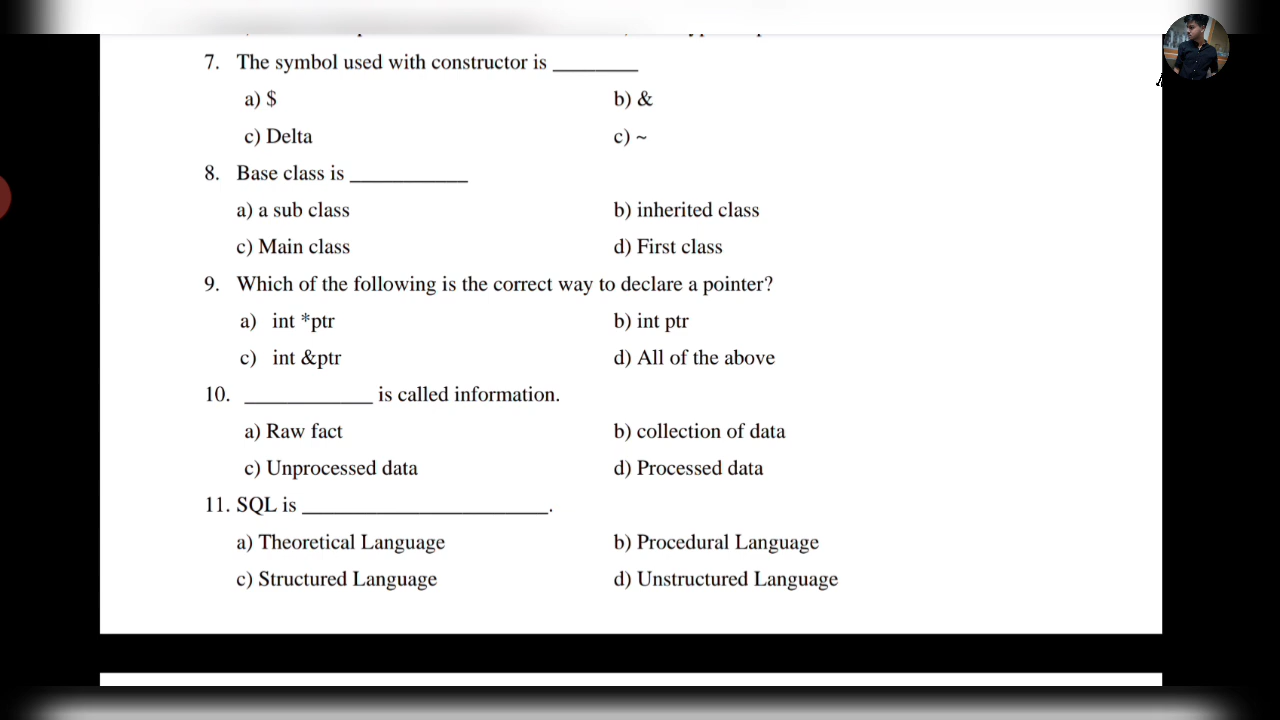 7. The symbol used with constructor is ________
a) $ b) &
c) Delta c) ~
8. Base class is ___________
a) a sub class b) inherited class
c) Main class d) First class
9. Which of the following is the correct way to declare a pointer?
a) int *ptr b) int ptr
c) int &ptr d) All of the above
10. ____________ is called information.
a) Raw fact b) collection of data
c) Unprocessed data d) Processed data
11. SQL is _______________________.
a) Theoretical Language b) Procedural Language
c) Structured Language d) Unstructured Language